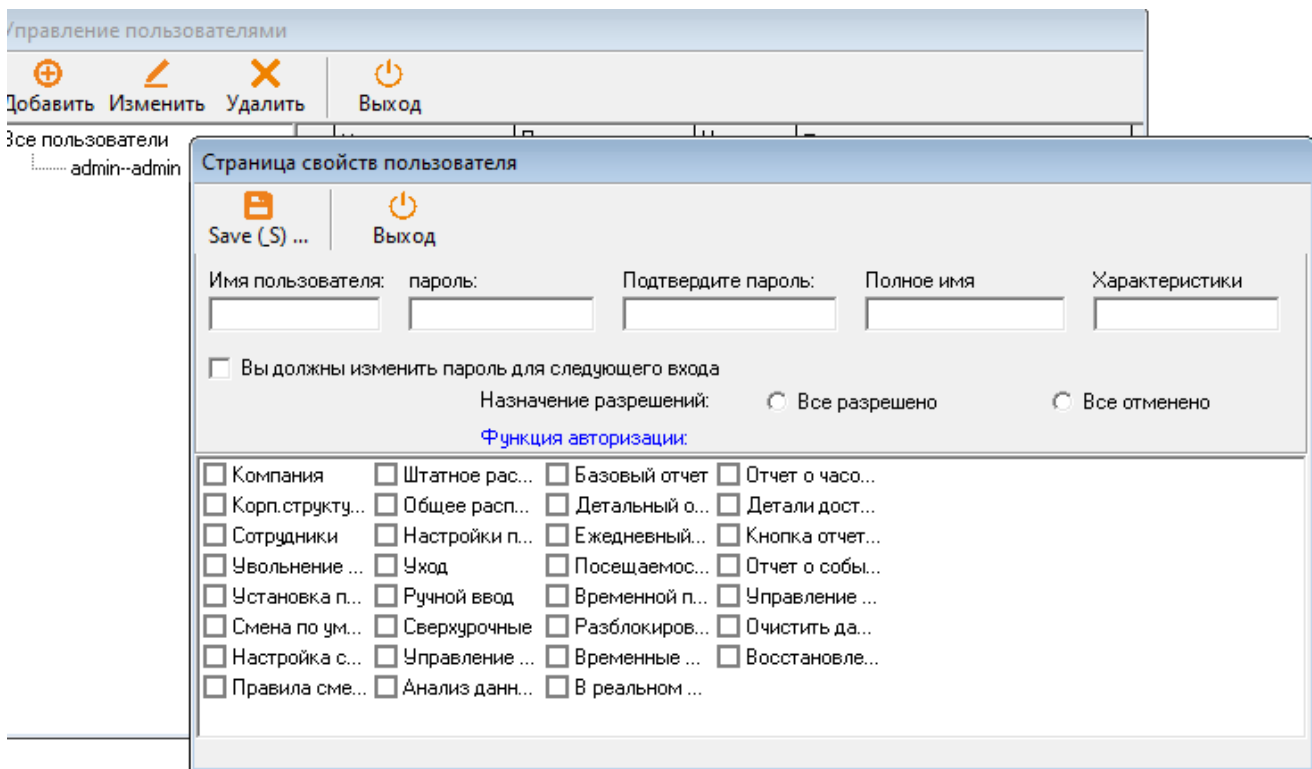 Управление пользователями
Добавить Изменить Удалить Выход
Все пользователи
admin--admin
Страница свойств пользователя
Save (_S) ... Выход
Имя пользователя: пароль: Подтвердите пароль: Полное имя Характеристики
Вы должны изменить пароль для следующего входа
Назначение разрешений: Все разрешено Все отменено
Функция авторизации:
Компания Штатное рас... Базовый отчет Отчет о часо...
Корп.структу... Общее расп... Детальный о... Детали дост...
Сотрудники Настройки п... Ежедневный... Кнопка отчет...
Увольнение ... Уход Посещаемос... Отчет о собы...
Установка п... Ручной ввод Временной п... Управление ...
Смена по ум... Сверхурочные Разблокиров... Очистить да...
Настройка с... Управление ... Временные ... Восстановле...
Правила сме... Анализ данн... В реальном ...